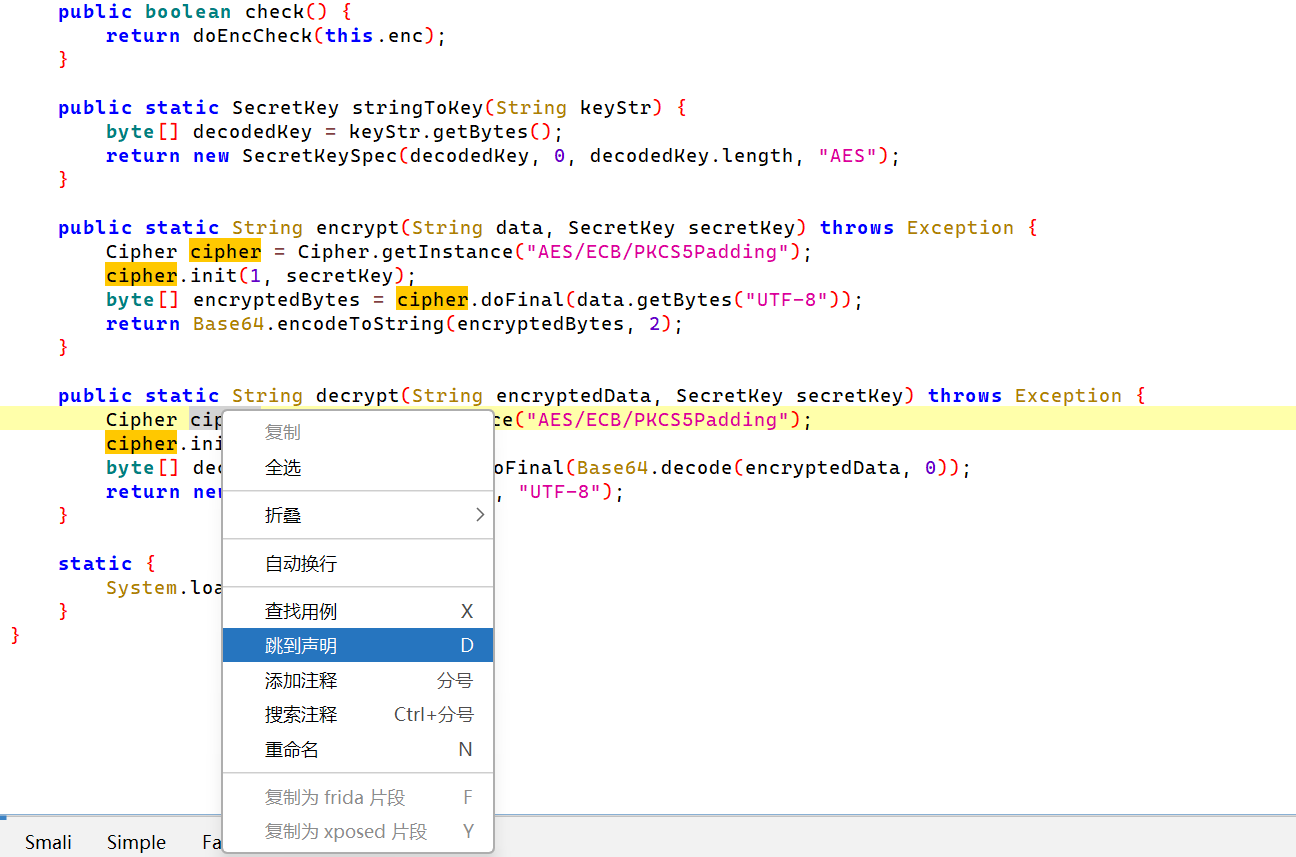 public boolean check() {
return doEncCheck(this.enc);
}
public static SecretKey stringToKey(String keyStr) {
byte[] decodedKey = keyStr.getBytes();
return new SecretKeySpec(decodedKey, 0, decodedKey.length, "AES");
}
public static String encrypt(String data, SecretKey secretKey) throws Exception {
Cipher cipher = Cipher.getInstance("AES/ECB/PKCS5Padding");
cipher.init(1, secretKey);
byte[] encryptedBytes = cipher.doFinal(data.getBytes("UTF-8"));
return Base64.encodeToString(encryptedBytes, 2);
}
public static String decrypt(String encryptedData, SecretKey secretKey) throws Exception {
Cipher cip ce("AES/ECB/PKCS5Padding");
cipher.ini
byte[] dec oFinal(Base64.decode(encryptedData, 0));
return new , "UTF-8");
}
static {
System.loa
}
}
复制
全选
折叠
自动换行
查找用例 X
跳到声明 D
添加注释 分号
搜索注释 Ctrl+分号
重命名 N
复制为 frida 片段 F
复制为 xposed 片段 Y
Smali Simple Fa